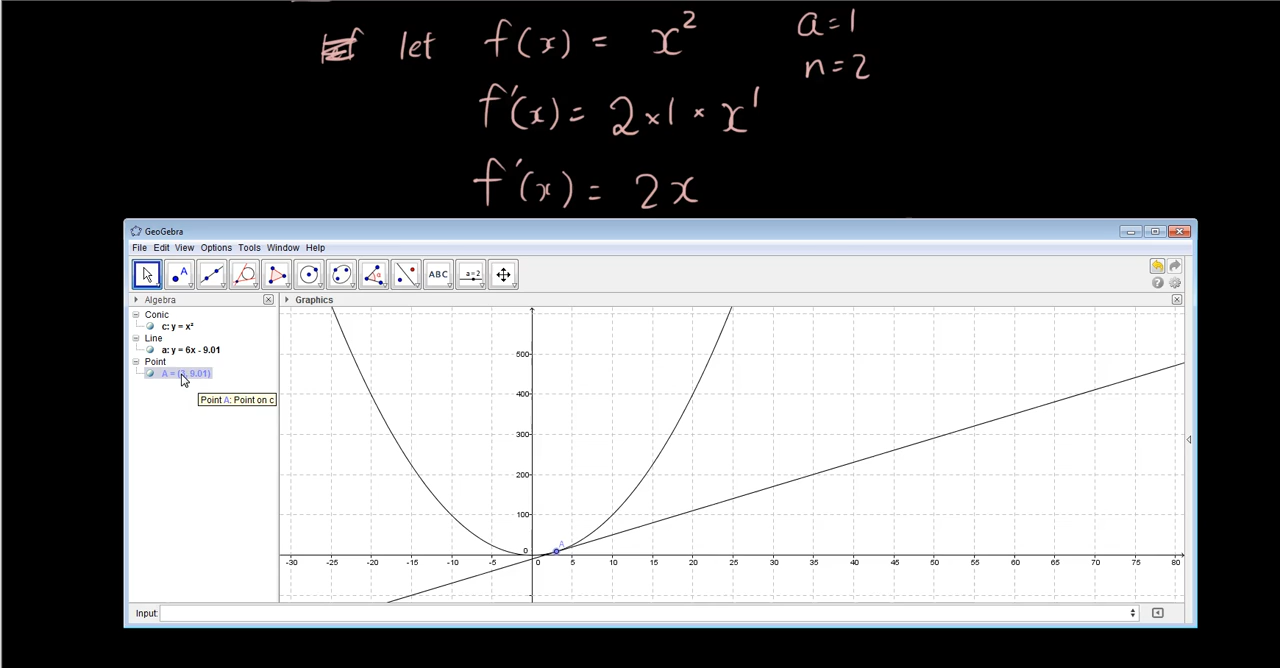 let f(x) = x²
a=1
n=2
f'(x) = 2×1×x¹
f'(x) = 2x
GeoGebra
File Edit View Options Tools Window Help
A ABC a=2
Algebra
Graphics
Conic
c: y = x²
Line
a: y = 6x - 9.01
Point
A = (3, 9.01)
Point A: Point on c
500
400
300
200
100
0
A
-30 -25 -20 -15 -10 -5 0 5 10 15 20 25 30 35 40 45 50 55 60 65 70 75 80
Input: